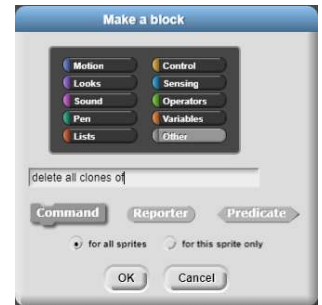 Make a block
Motion Control
Looks Sensing
Sound Operators
Pen Variables
Lists Other
delete all clones of
Command Reporter Predicate
for all sprites for this sprite only
OK Cancel